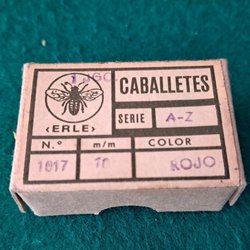 CABALLETES
‹ERLE›
SERIE A-Z
N.º m/m COLOR
1017 10 ROJO